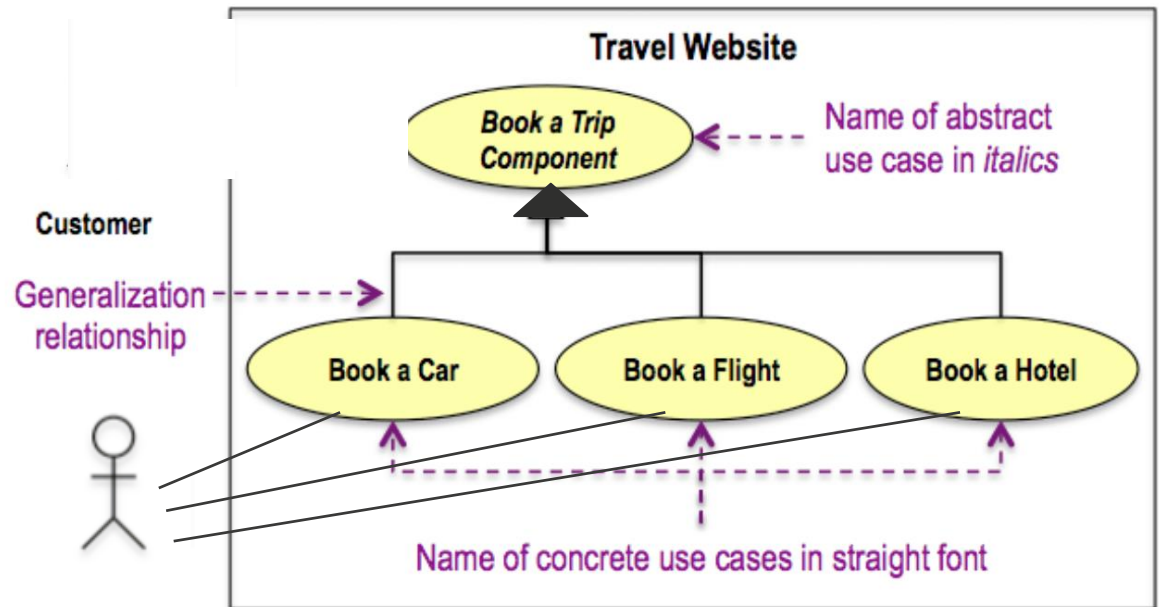 Travel Website
Book a Trip
Component
Name of abstract
use case in italics
Customer
Generalization
relationship
Book a Car
Book a Flight
Book a Hotel
Name of concrete use cases in straight font